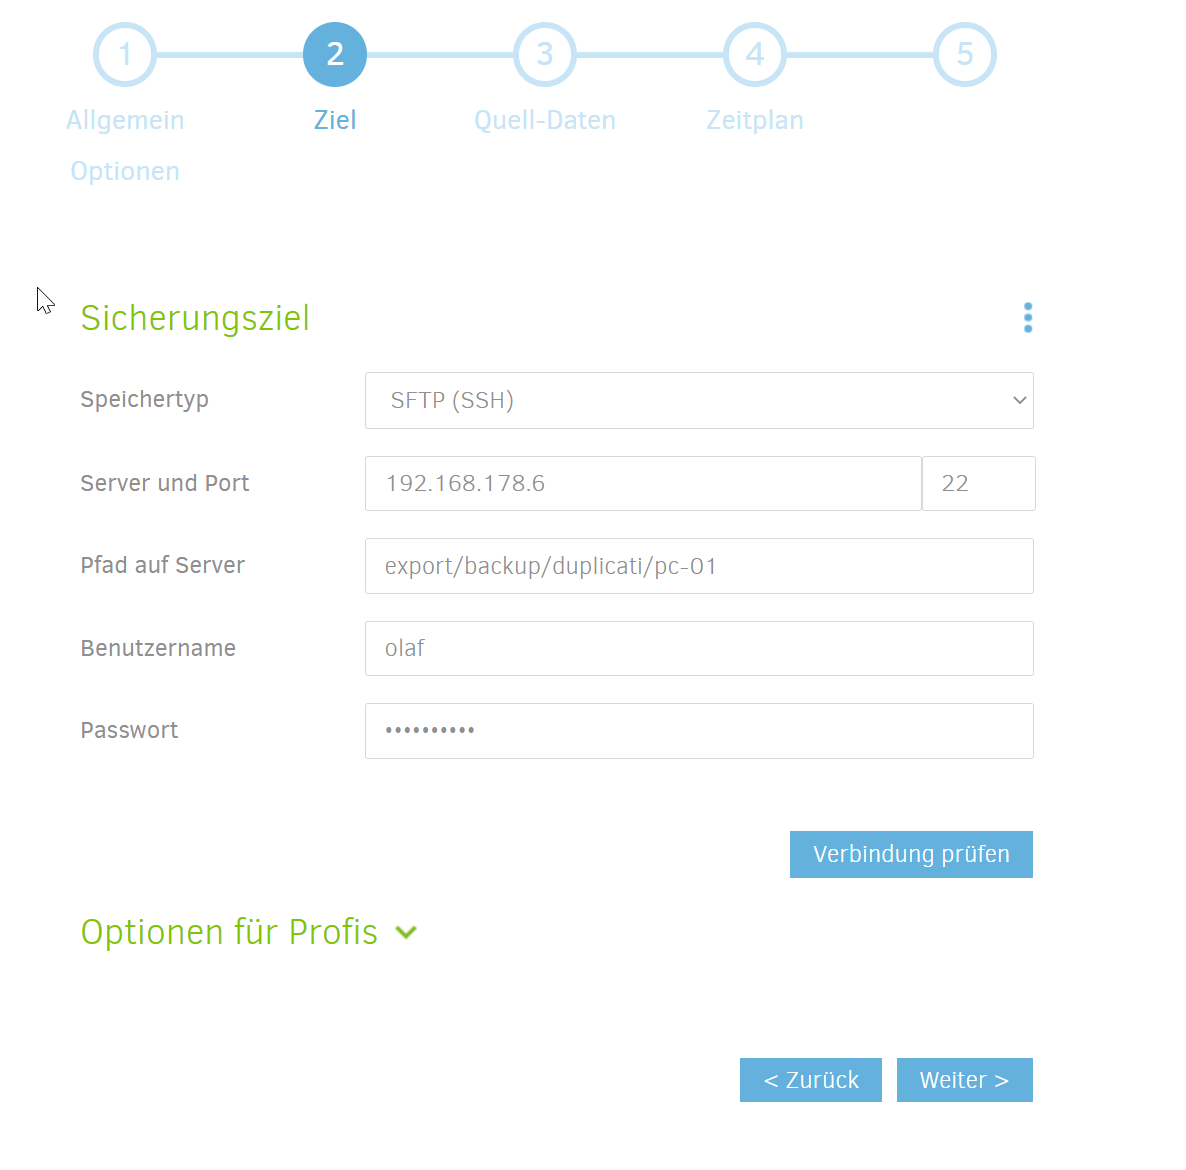 1 2 3 4 5
Allgemein Ziel Quell-Daten Zeitplan
Optionen
Sicherungsziel
Speichertyp SFTP (SSH)
Server und Port 192.168.178.6 22
Pfad auf Server export/backup/duplicati/pc-01
Benutzername olaf
Passwort ••••••••••
Verbindung prüfen
Optionen für Profis
< Zurück Weiter >